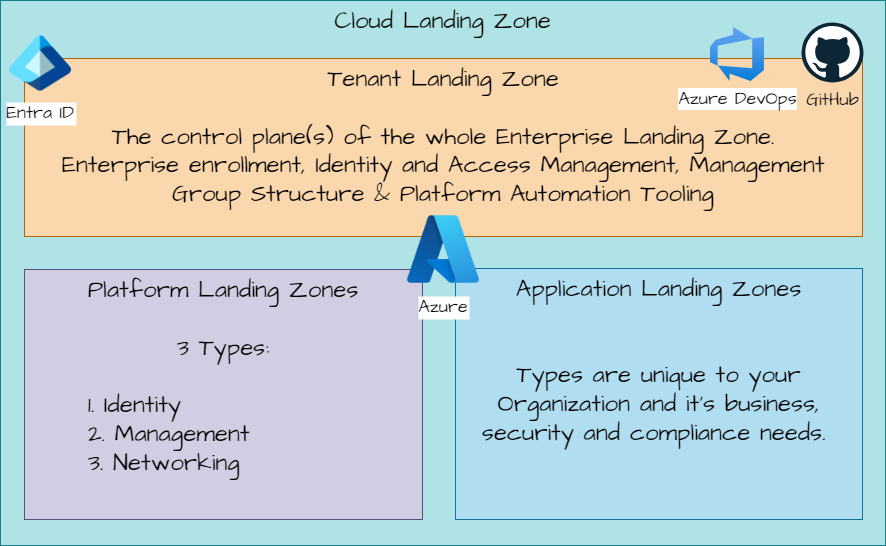 Cloud Landing Zone
Entra ID
Tenant Landing Zone
Azure DevOps
GitHub
The control plane(s) of the whole Enterprise Landing Zone.
Enterprise enrollment, Identity and Access Management, Management
Group Structure & Platform Automation Tooling
Azure
Platform Landing Zones
3 Types:
1. Identity
2. Management
3. Networking
Application Landing Zones
Types are unique to your
Organization and it's business,
security and compliance needs.